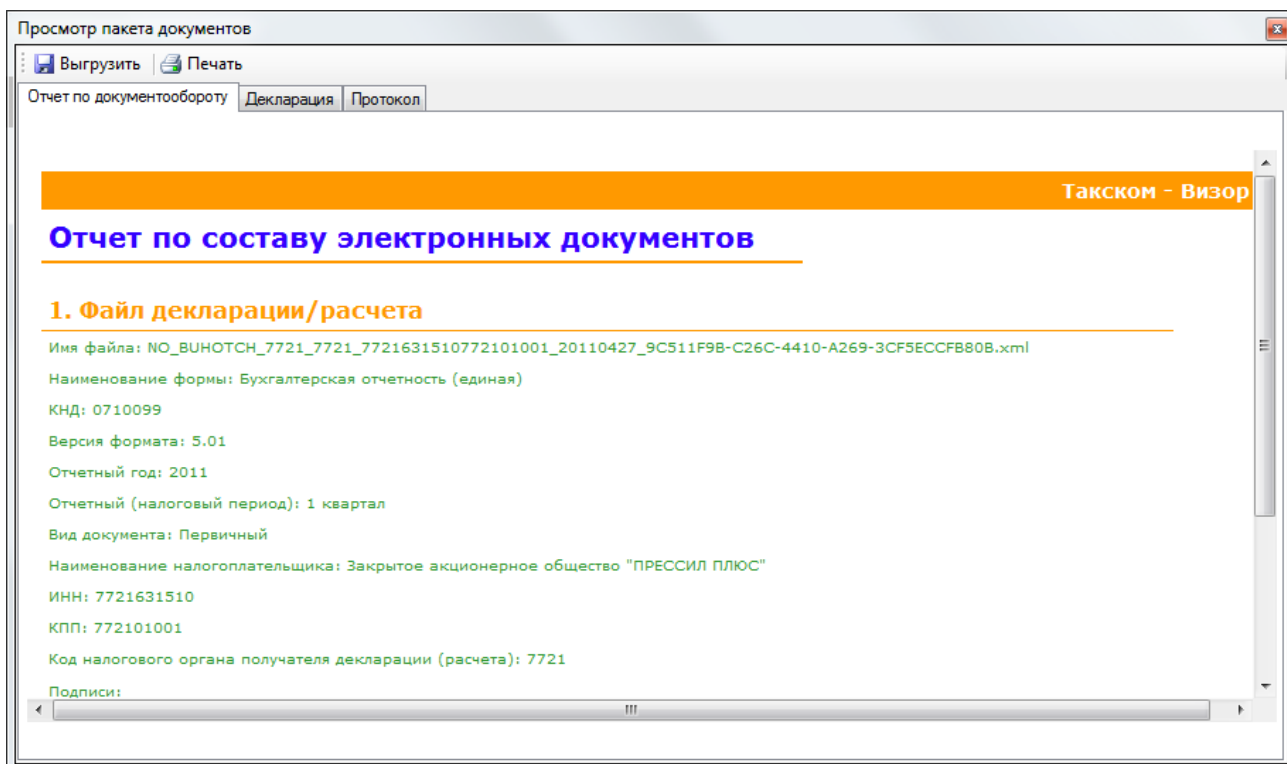 Просмотр пакета документов
Выгрузить Печать
Отчет по документообороту Декларация Протокол
Такском - Визор
Отчет по составу электронных документов
1. Файл декларации/расчета
Имя файла: NO_BUHOTCH_7721_7721_7721631510772101001_20110427_9C511F9B-C26C-4410-A269-3CF5ECCFB80B.xml
Наименование формы: Бухгалтерская отчетность (единая)
КНД: 0710099
Версия формата: 5.01
Отчетный год: 2011
Отчетный (налоговый период): 1 квартал
Вид документа: Первичный
Наименование налогоплательщика: Закрытое акционерное общество "ПРЕССИЛ ПЛЮС"
ИНН: 7721631510
КПП: 772101001
Код налогового органа получателя декларации (расчета): 7721
Подписи: